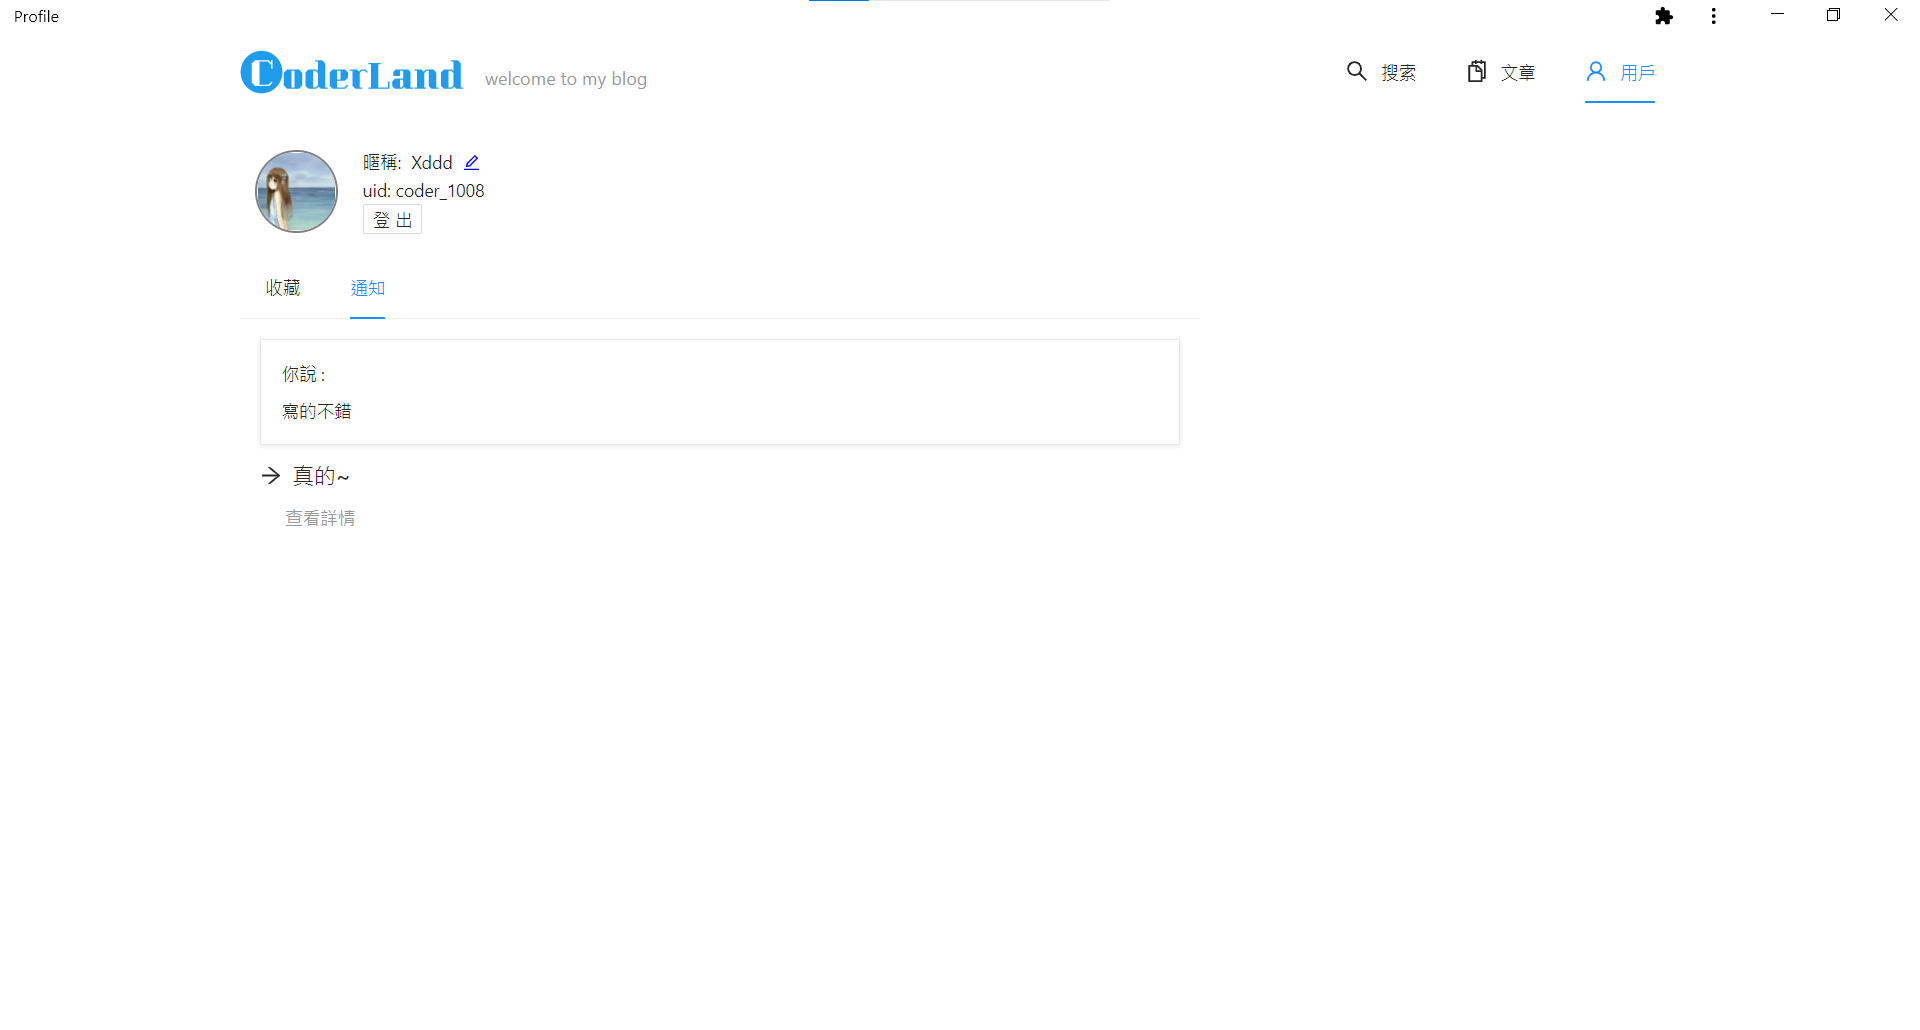 Profile
CoderLand welcome to my blog 搜索 文章 用戶
暱稱: Xddd
uid: coder_1008
登 出
收藏 通知
你說 :
寫的不錯
真的~
查看詳情